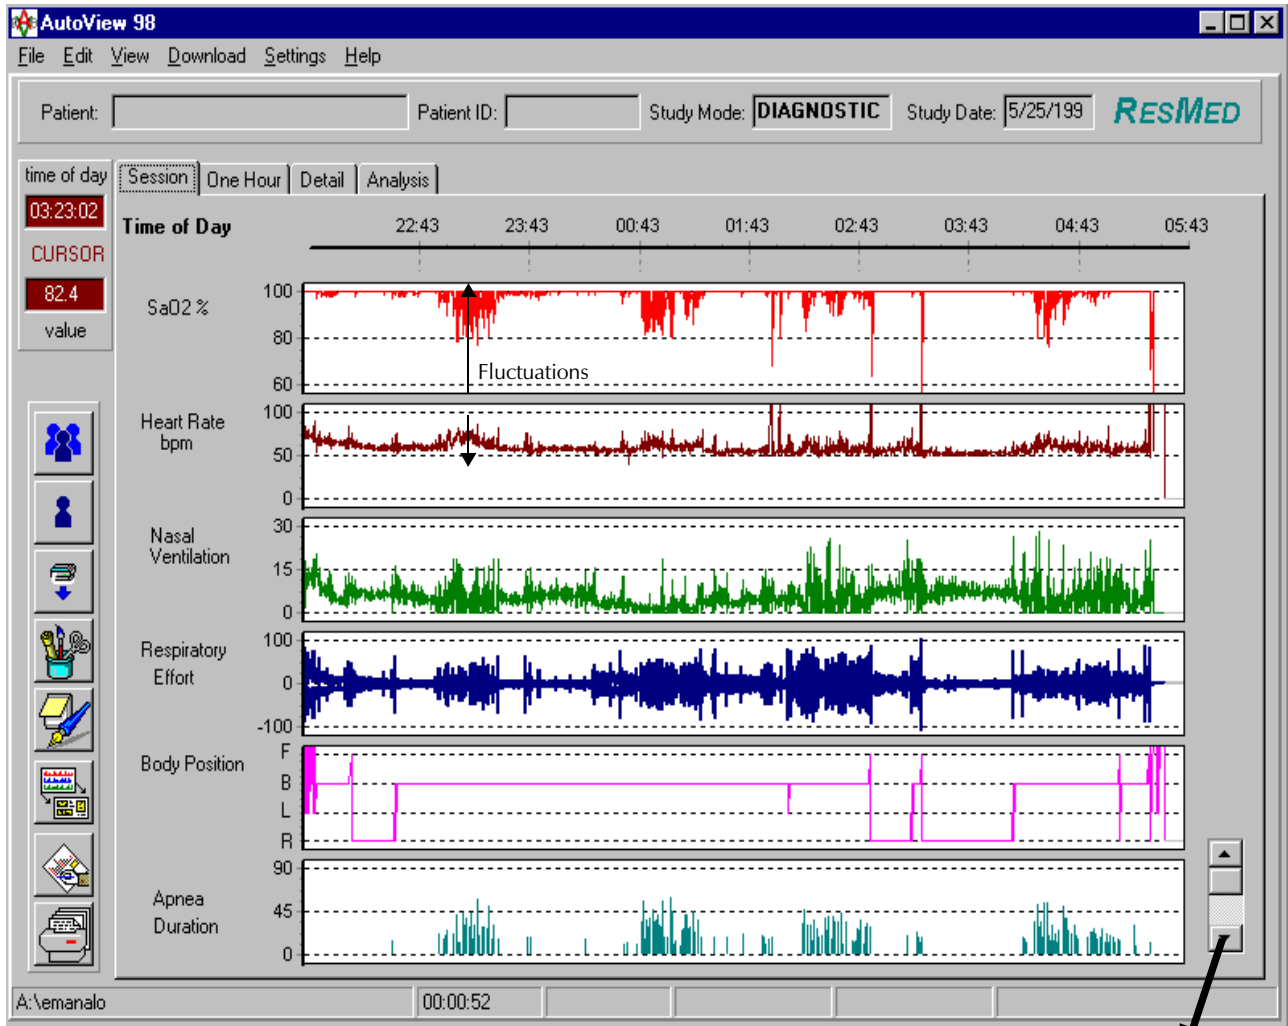 AutoView 98
File Edit View Download Settings Help
Patient: Patient ID: Study Mode: DIAGNOSTIC Study Date: 5/25/199 RESMED
time of day
03:23:02
CURSOR
82.4
value
Session One Hour Detail Analysis
Time of Day 22:43 23:43 00:43 01:43 02:43 03:43 04:43 05:43
SaO2 %
100
80
60
Fluctuations
Heart Rate
bpm
100
50
0
Nasal
Ventilation
30
15
0
Respiratory
Effort
100
0
-100
Body Position
F
B
L
R
Apnea
Duration
90
45
0
A:\emanalo 00:00:52